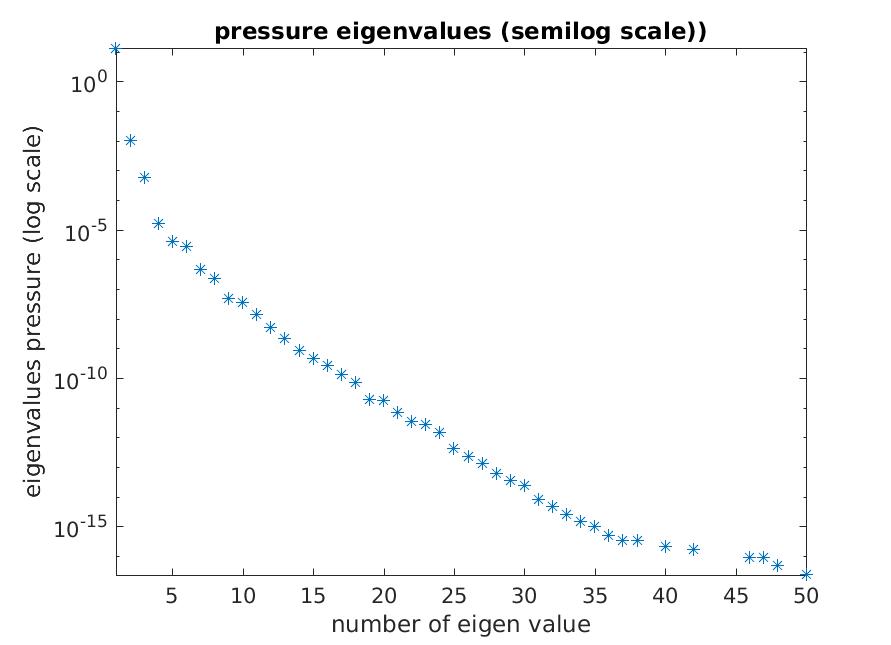 pressure eigenvalues (semilog scale))
eigenvalues pressure (log scale)
10^0
10^-5
10^-10
10^-15
5 10 15 20 25 30 35 40 45 50
number of eigen value